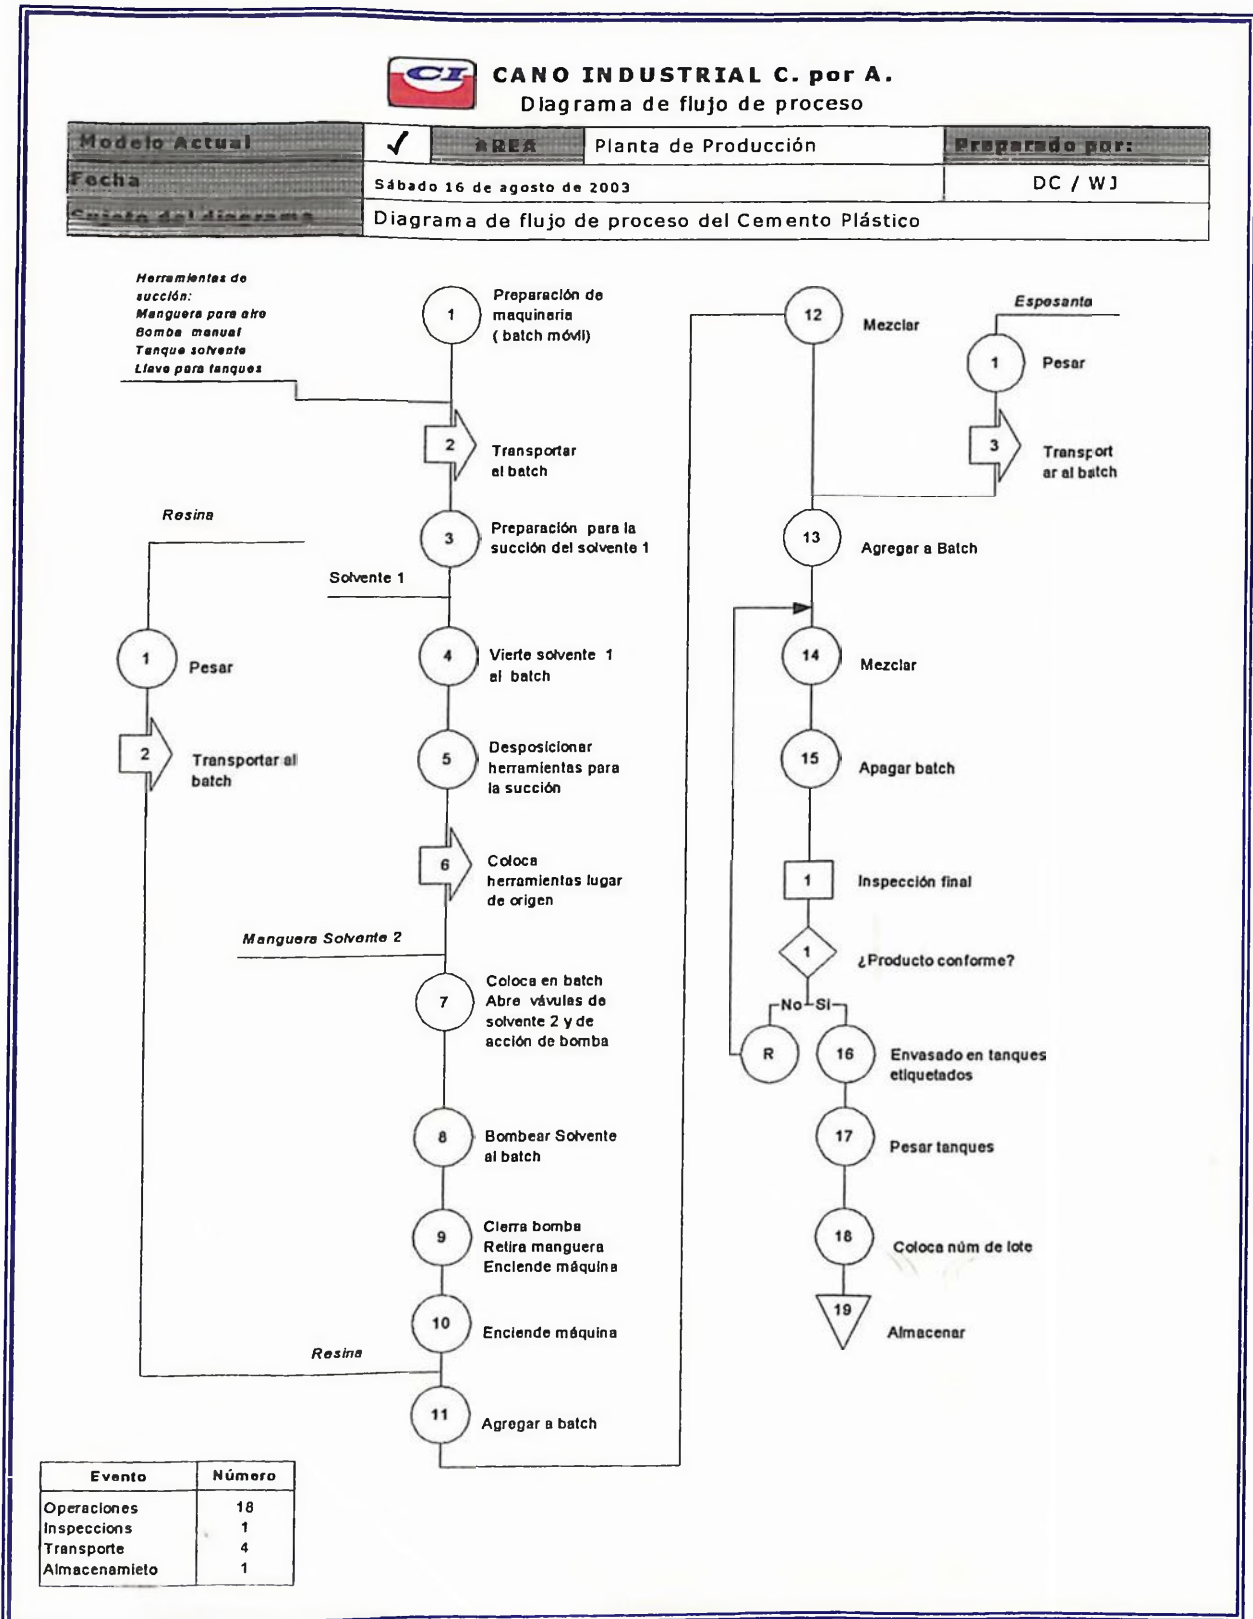 CI CANO INDUSTRIAL C. por A.
Diagrama de flujo de proceso
Modelo Actual ✓ AREA Planta de Producción Preparado por:
Fecha Sábado 16 de agosto de 2003 DC / WJ
Sujeto del diagrama Diagrama de flujo de proceso del Cemento Plástico
Herramientas de
succión:
Manguera para aire
Bomba manual
Tanque solvente
Llave para tanques
1 Preparación de
maquinaria
( batch móvil)
2 Transportar
al batch
3 Preparación para la
succión del solvente 1
Solvente 1
4 Vierte solvente 1
al batch
5 Desposicionar
herramientas para
la succión
6 Coloca
herramientas lugar
de origen
Manguera Solvente 2
7 Coloca en batch
Abre vávulas de
solvente 2 y de
acción de bomba
8 Bombear Solvente
al batch
9 Cierra bomba
Retira manguera
Enciende máquina
10 Enciende máquina
Resina
11 Agregar a batch
Resina
1 Pesar
2 Transportar al
batch
12 Mezclar
Espesante
1 Pesar
3 Transport
ar al batch
13 Agregar a Batch
14 Mezclar
15 Apagar batch
1 Inspección final
1 ¿Producto conforme?
No Si
R 16 Envasado en tanques
etiquetados
17 Pesar tanques
18 Coloca núm de lote
19 Almacenar
Evento Número
Operaciones 18
Inspeccions 1
Transporte 4
Almacenamieto 1